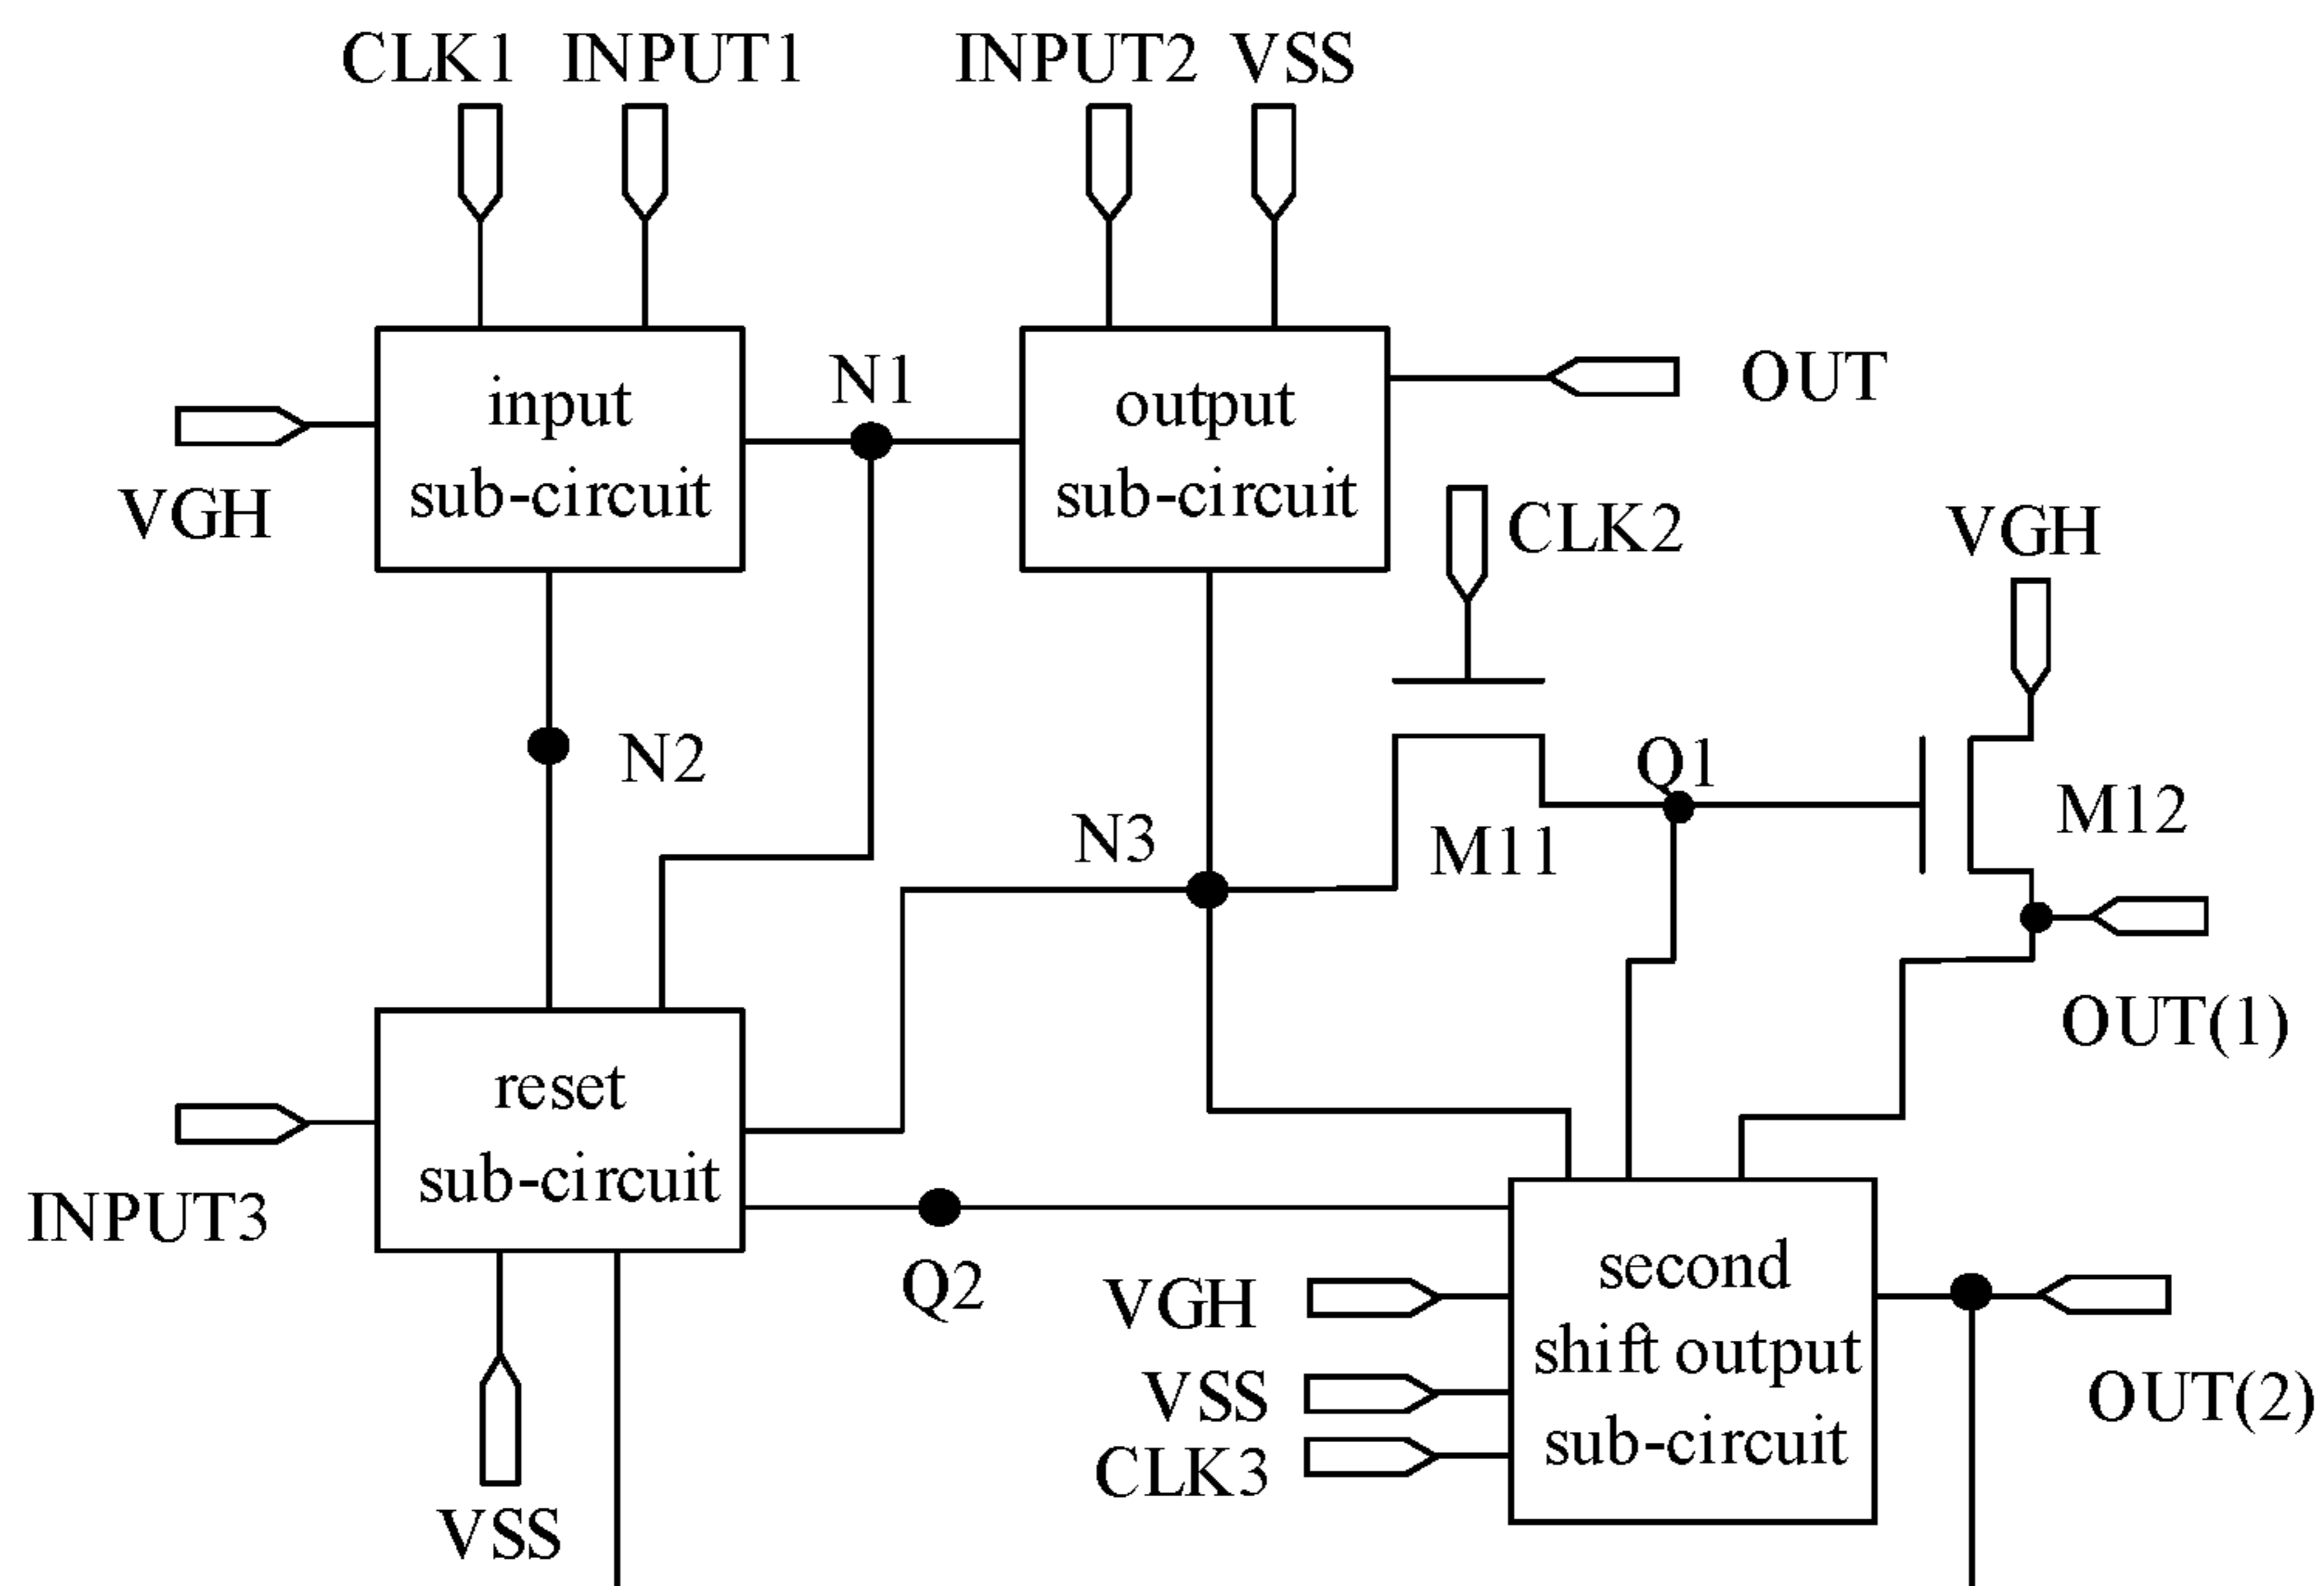 CLK1 INPUT1 INPUT2 VSS
input
sub-circuit
N1
output
sub-circuit
OUT
VGH
CLK2
VGH
N2
Q1
M12
N3
M11
OUT(1)
reset
sub-circuit
INPUT3
Q2
second
shift output
sub-circuit
VGH
VSS
CLK3
OUT(2)
VSS